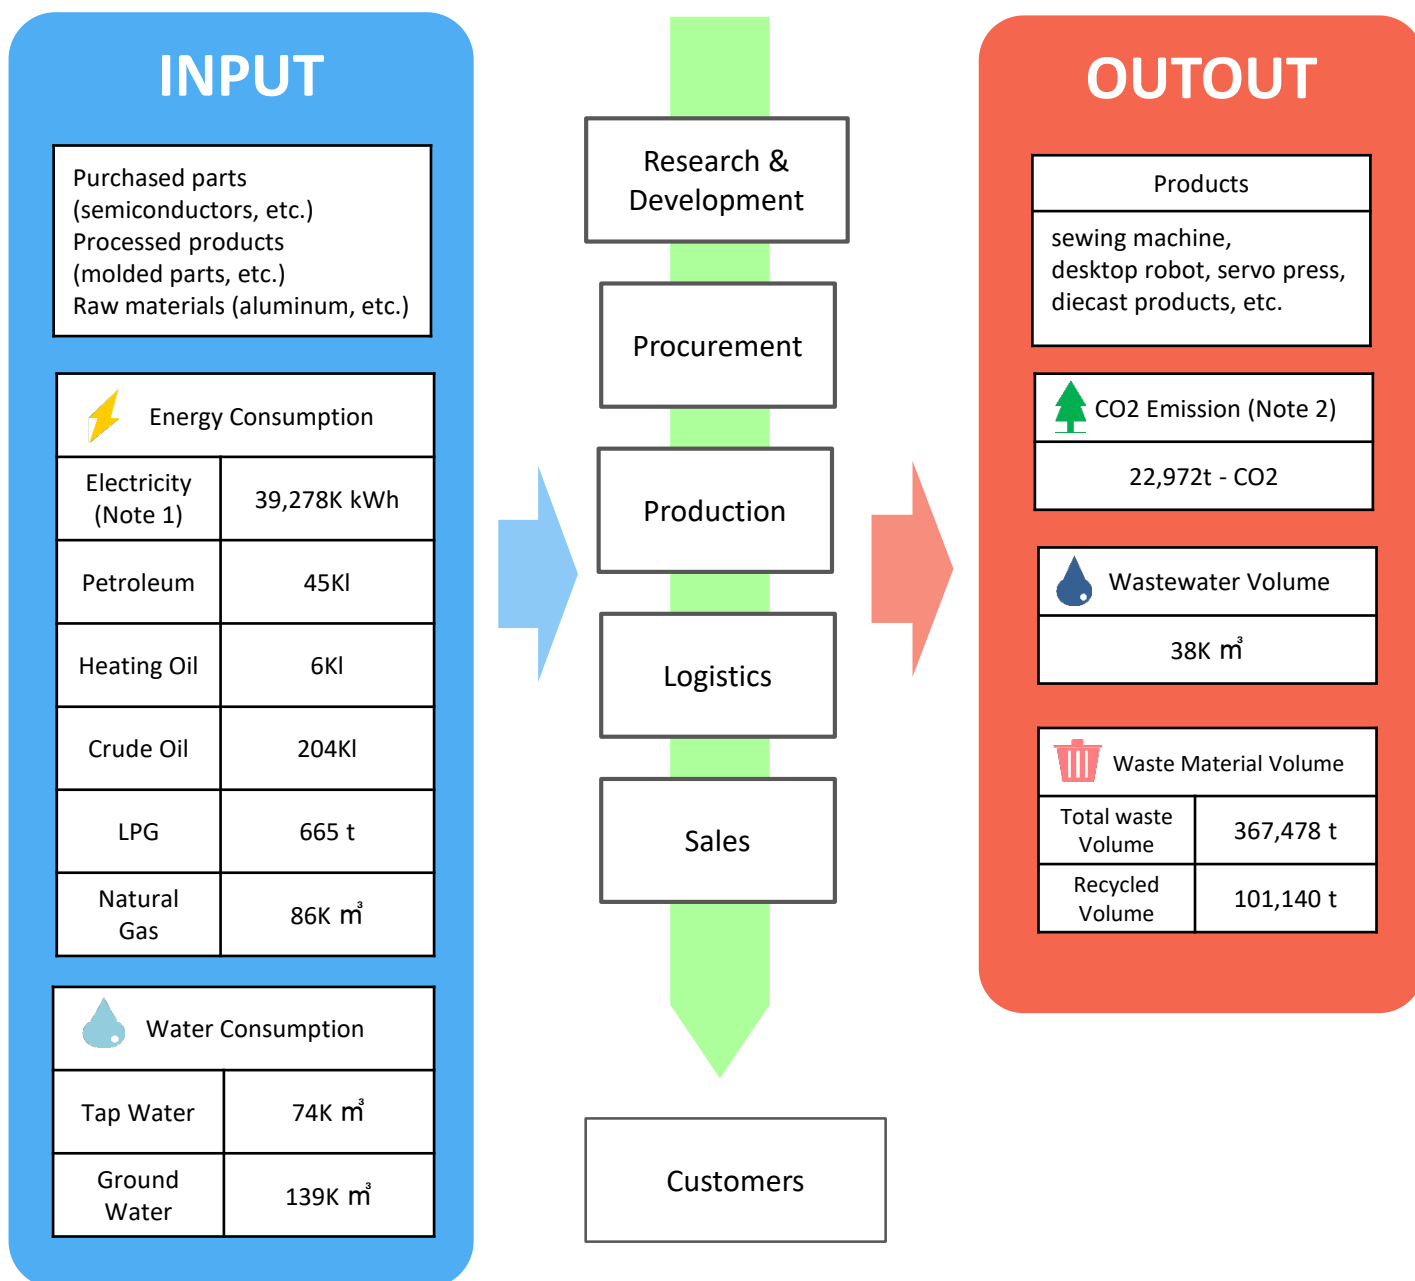 INPUT
Purchased parts
(semiconductors, etc.)
Processed products
(molded parts, etc.)
Raw materials (aluminum, etc.)
Energy Consumption
Electricity
(Note 1)
39,278K kWh
Petroleum
45Kl
Heating Oil
6Kl
Crude Oil
204Kl
LPG
665 t
Natural
Gas
86K ㎥
Water Consumption
Tap Water
74K ㎥
Ground
Water
139K ㎥
Research &
Development
Procurement
Production
Logistics
Sales
Customers
OUTOUT
Products
sewing machine,
desktop robot, servo press,
diecast products, etc.
CO2 Emission (Note 2)
22,972t - CO2
Wastewater Volume
38K ㎥
Waste Material Volume
Total waste
Volume
367,478 t
Recycled
Volume
101,140 t